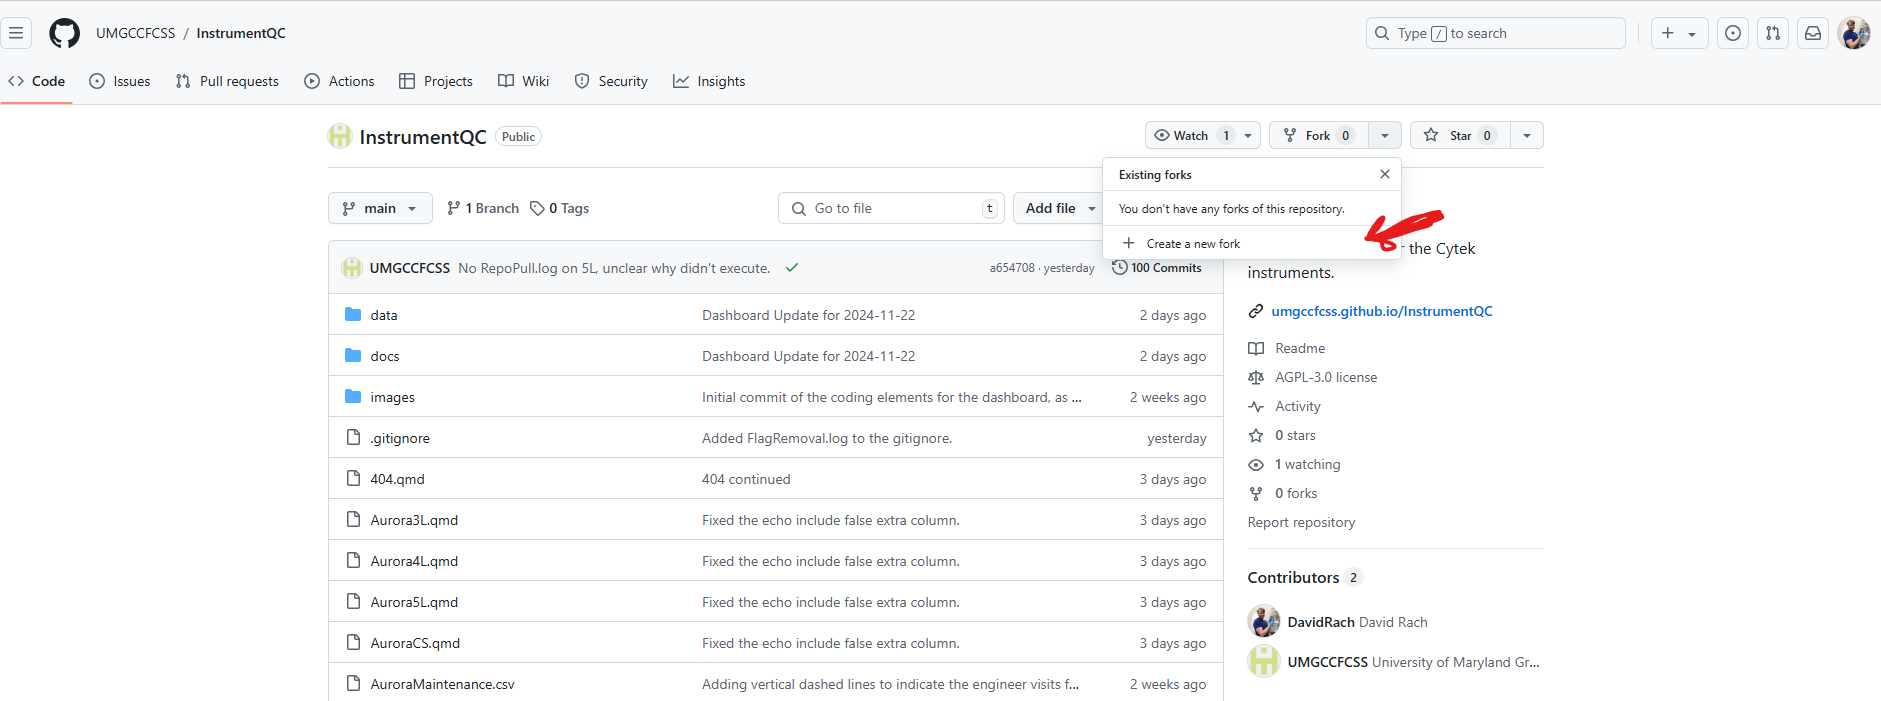 UMGCCFCSS / InstrumentQC
Type / to search
Code Issues Pull requests Actions Projects Wiki Security Insights
InstrumentQC Public
Watch 1 Fork 0 Star 0
Existing forks
You don't have any forks of this repository.
Create a new fork
main 1 Branch 0 Tags Go to file t Add file
r the Cytek
instruments.
UMGCCFCSS No RepoPull.log on 5L, unclear why didn't execute. a654708 · yesterday 100 Commits
data Dashboard Update for 2024-11-22 2 days ago
docs Dashboard Update for 2024-11-22 2 days ago
images Initial commit of the coding elements for the dashboard, as ... 2 weeks ago
.gitignore Added FlagRemoval.log to the gitignore. yesterday
404.qmd 404 continued 3 days ago
Aurora3L.qmd Fixed the echo include false extra column. 3 days ago
Aurora4L.qmd Fixed the echo include false extra column. 3 days ago
Aurora5L.qmd Fixed the echo include false extra column. 3 days ago
AuroraCS.qmd Fixed the echo include false extra column. 3 days ago
AuroraMaintenance.csv Adding vertical dashed lines to indicate the engineer visits f... 2 weeks ago
umgccfcss.github.io/InstrumentQC
Readme
AGPL-3.0 license
Activity
0 stars
1 watching
0 forks
Report repository
Contributors 2
DavidRach David Rach
UMGCCFCSS University of Maryland Gr...